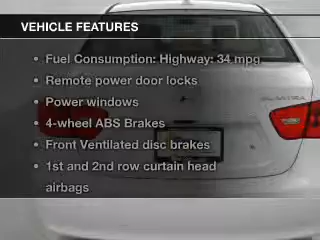 VEHICLE FEATURES
• Fuel Consumption: Highway: 34 mpg
• Remote power door locks
• Power windows
• 4-wheel ABS Brakes
• Front Ventilated disc brakes
• 1st and 2nd row curtain head
airbags